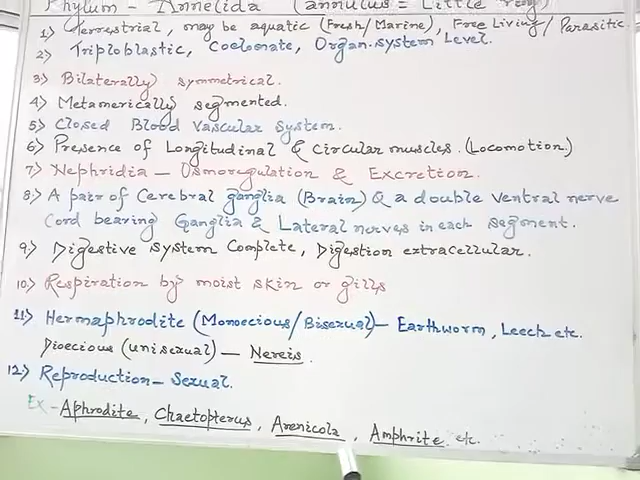 Phylum - Annelida (annulus = Little ring)
1) Terrestrial, may be aquatic (Fresh/Marine), Free Living/Parasitic
2) Triploblastic, Coelomate, Organ-system Level.
3) Bilaterally symmetrical.
4) Metamerically segmented.
5) Closed Blood Vascular System.
6) Presence of Longitudinal & circular muscles. (Locomotion)
7) Nephridia - Osmoregulation & Excretion.
8) A pair of Cerebral ganglia (Brain) & a double ventral nerve
Cord bearing Ganglia & Lateral nerves in each segment.
9) Digestive system Complete, Digestion extracellular.
10) Respiration by moist skin or gills
11) Hermaphrodite (Monoecious/Bisexual) - Earthworm, Leech etc.
Dioecious (unisexual) - Nereis.
12) Reproduction - Sexual.
Ex - Aphrodite, Chaetopterus, Arenicola, Amphrite etc.